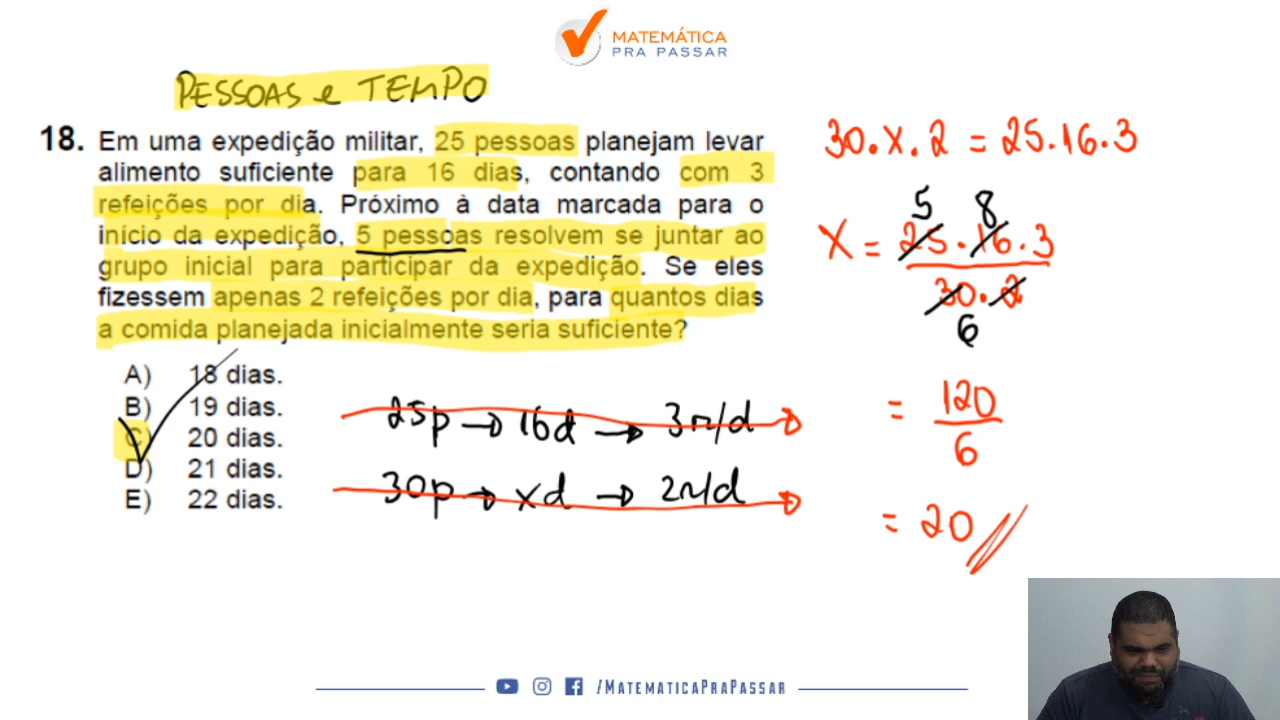 MATEMÁTICA
PRA PASSAR
PESSOAS e TEMPO
18. Em uma expedição militar, 25 pessoas planejam levar
alimento suficiente para 16 dias, contando com 3
refeições por dia. Próximo à data marcada para o
início da expedição, 5 pessoas resolvem se juntar ao
grupo inicial para participar da expedição. Se eles
fizessem apenas 2 refeições por dia, para quantos dias
a comida planejada inicialmente seria suficiente?
A) 18 dias.
B) 19 dias.
C) 20 dias.
D) 21 dias.
E) 22 dias.
25p → 16d → 3r/d
30p → xd → 2r/d
30.x.2 = 25.16.3
5 8
x = 25.16.3
30.2
6
= 120
6
= 20
/MATEMATICAPRAPASSAR